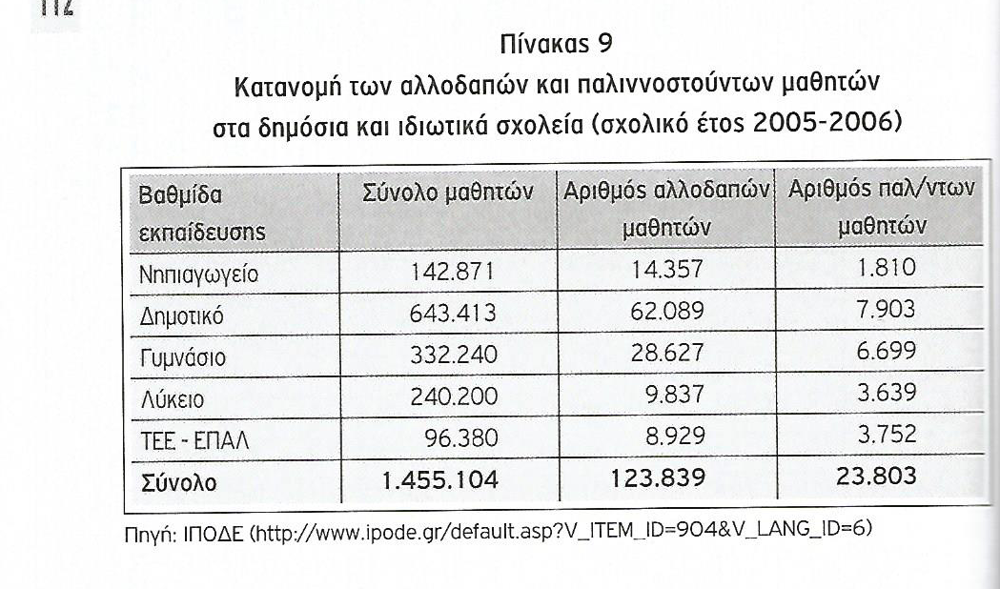 112
Πίνακας 9
Κατανομή των αλλοδαπών και παλιννοστούντων μαθητών
στα δημόσια και ιδιωτικά σχολεία (σχολικό έτος 2005-2006)
Βαθμίδα εκπαίδευσης Σύνολο μαθητών Αριθμός αλλοδαπών μαθητών Αριθμός παλ/ντων μαθητών
Νηπιαγωγείο 142.871 14.357 1.810
Δημοτικό 643.413 62.089 7.903
Γυμνάσιο 332.240 28.627 6.699
Λύκειο 240.200 9.837 3.639
ΤΕΕ - ΕΠΑΛ 96.380 8.929 3.752
Σύνολο 1.455.104 123.839 23.803
Πηγή: ΙΠΟΔΕ (http://www.ipode.gr/default.asp?V_ITEM_ID=904&V_LANG_ID=6)